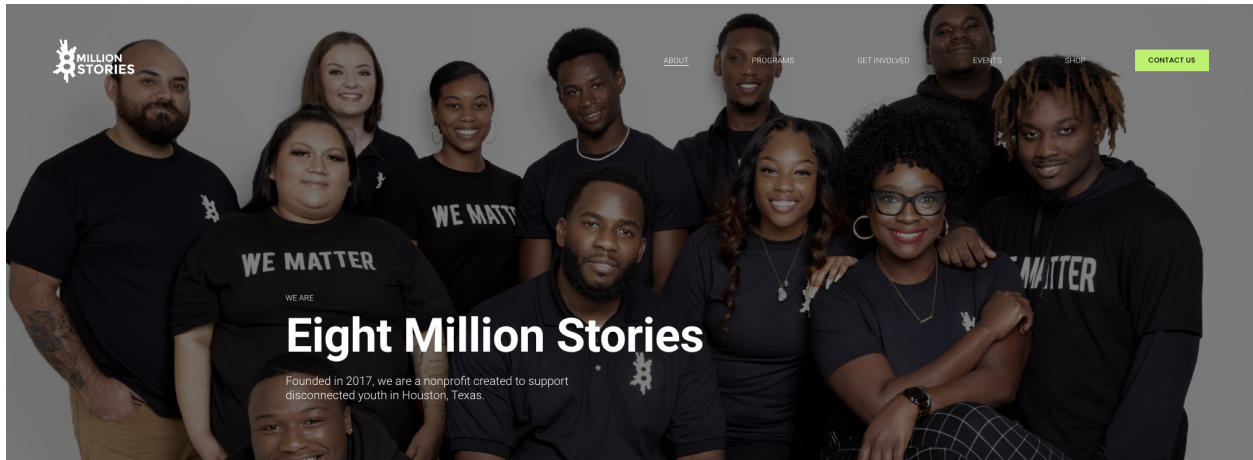 MILLION
STORIES
ABOUT
PROGRAMS
GET INVOLVED
EVENTS
SHOP
CONTACT US
WE MATT
WE MATTER
MATTER
WE ARE
Eight Million Stories
Founded in 2017, we are a nonprofit created to support
disconnected youth in Houston, Texas.